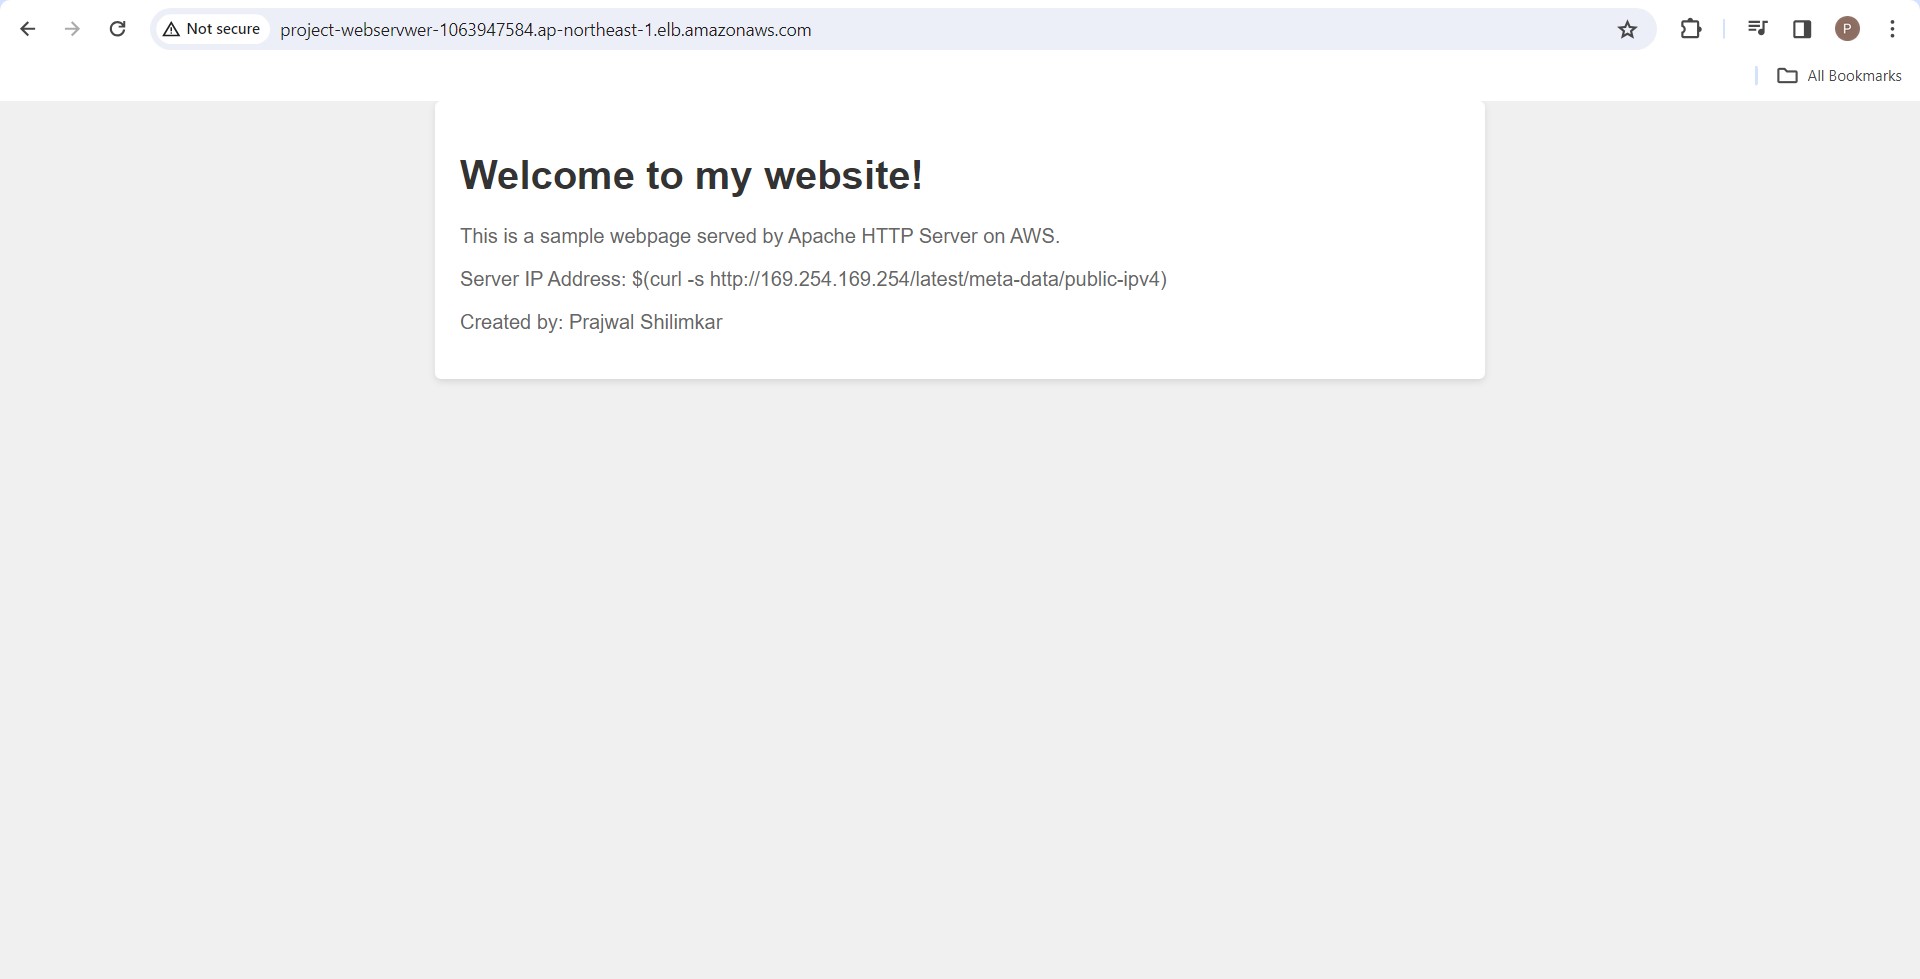 Not secure project-webservwer-1063947584.ap-northeast-1.elb.amazonaws.com P
All Bookmarks
Welcome to my website!
This is a sample webpage served by Apache HTTP Server on AWS.
Server IP Address: $(curl -s http://169.254.169.254/latest/meta-data/public-ipv4)
Created by: Prajwal Shilimkar